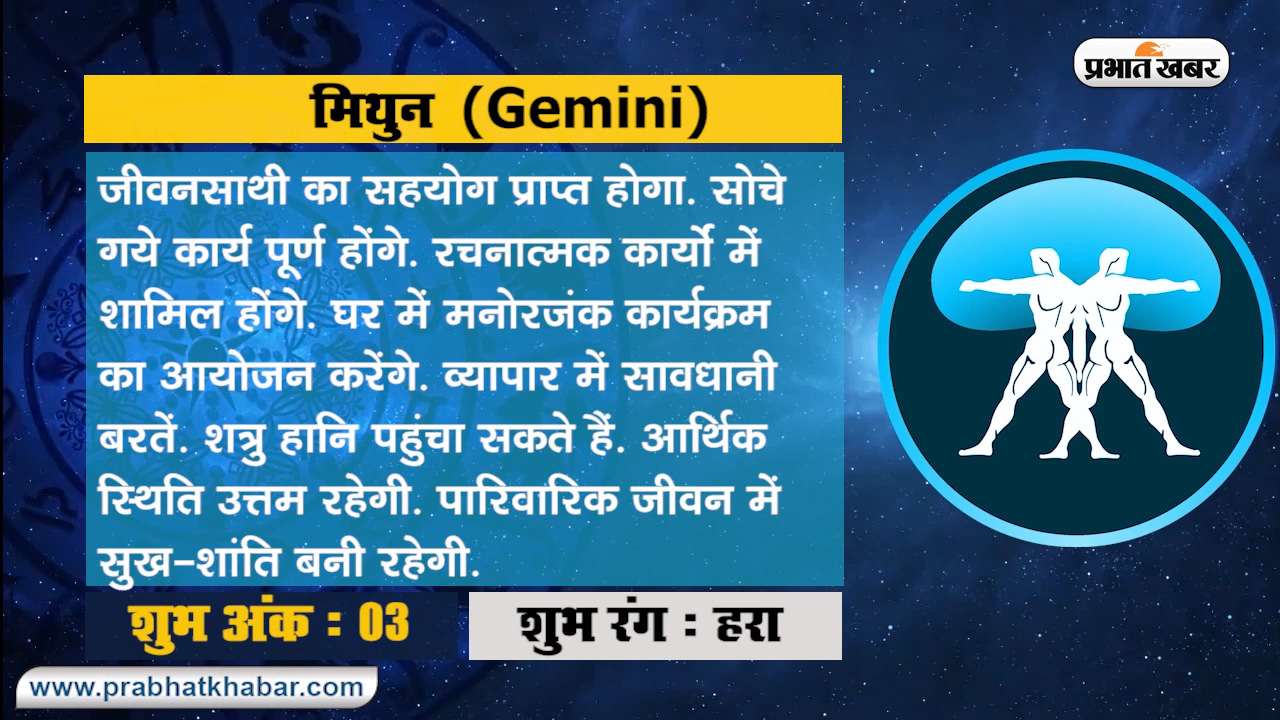 प्रभात खबर
मिथुन (Gemini)
जीवनसाथी का सहयोग प्राप्त होगा. सोचे
गये कार्य पूर्ण होंगे. रचनात्मक कार्यों में
शामिल होंगे. घर में मनोरजंक कार्यक्रम
का आयोजन करेंगे. व्यापार में सावधानी
बरतें. शत्रु हानि पहुंचा सकते हैं. आर्थिक
स्थिति उत्तम रहेगी. पारिवारिक जीवन में
सुख-शांति बनी रहेगी.
शुभ अंक : 03
शुभ रंग : हरा
www.prabhatkhabar.com